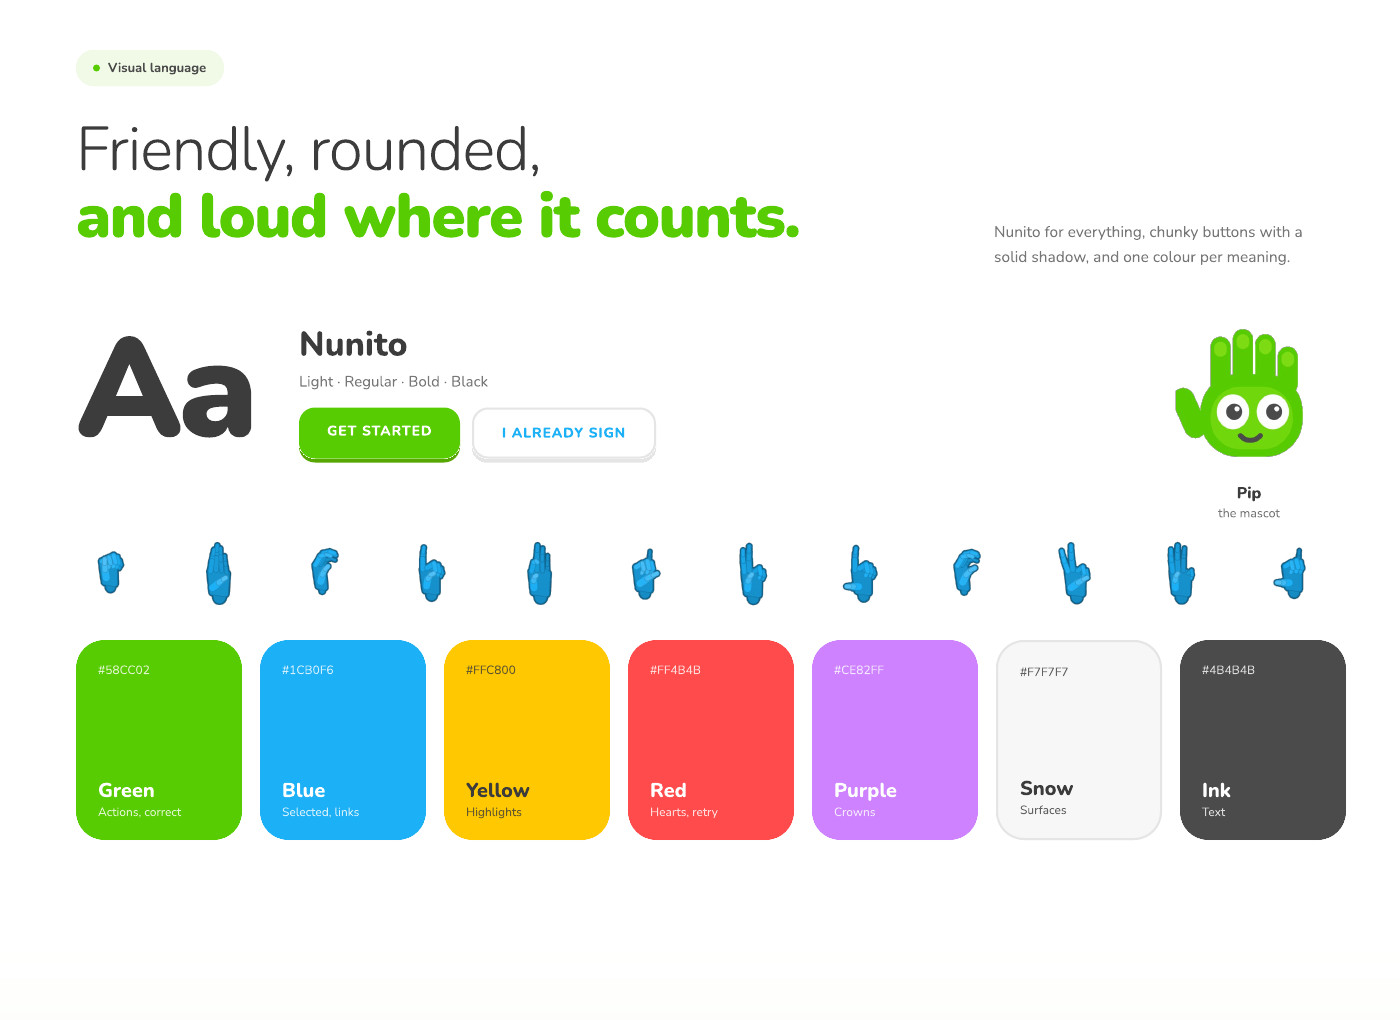 Visual language
Friendly, rounded,
and loud where it counts.
Nunito for everything, chunky buttons with a
solid shadow, and one colour per meaning.
Aa
Nunito
Light · Regular · Bold · Black
GET STARTED
I ALREADY SIGN
Pip
the mascot
#58CC02
Green
Actions, correct
#1CB0F6
Blue
Selected, links
#FFC800
Yellow
Highlights
#FF4B4B
Red
Hearts, retry
#CE82FF
Purple
Crowns
#F7F7F7
Snow
Surfaces
#4B4B4B
Ink
Text